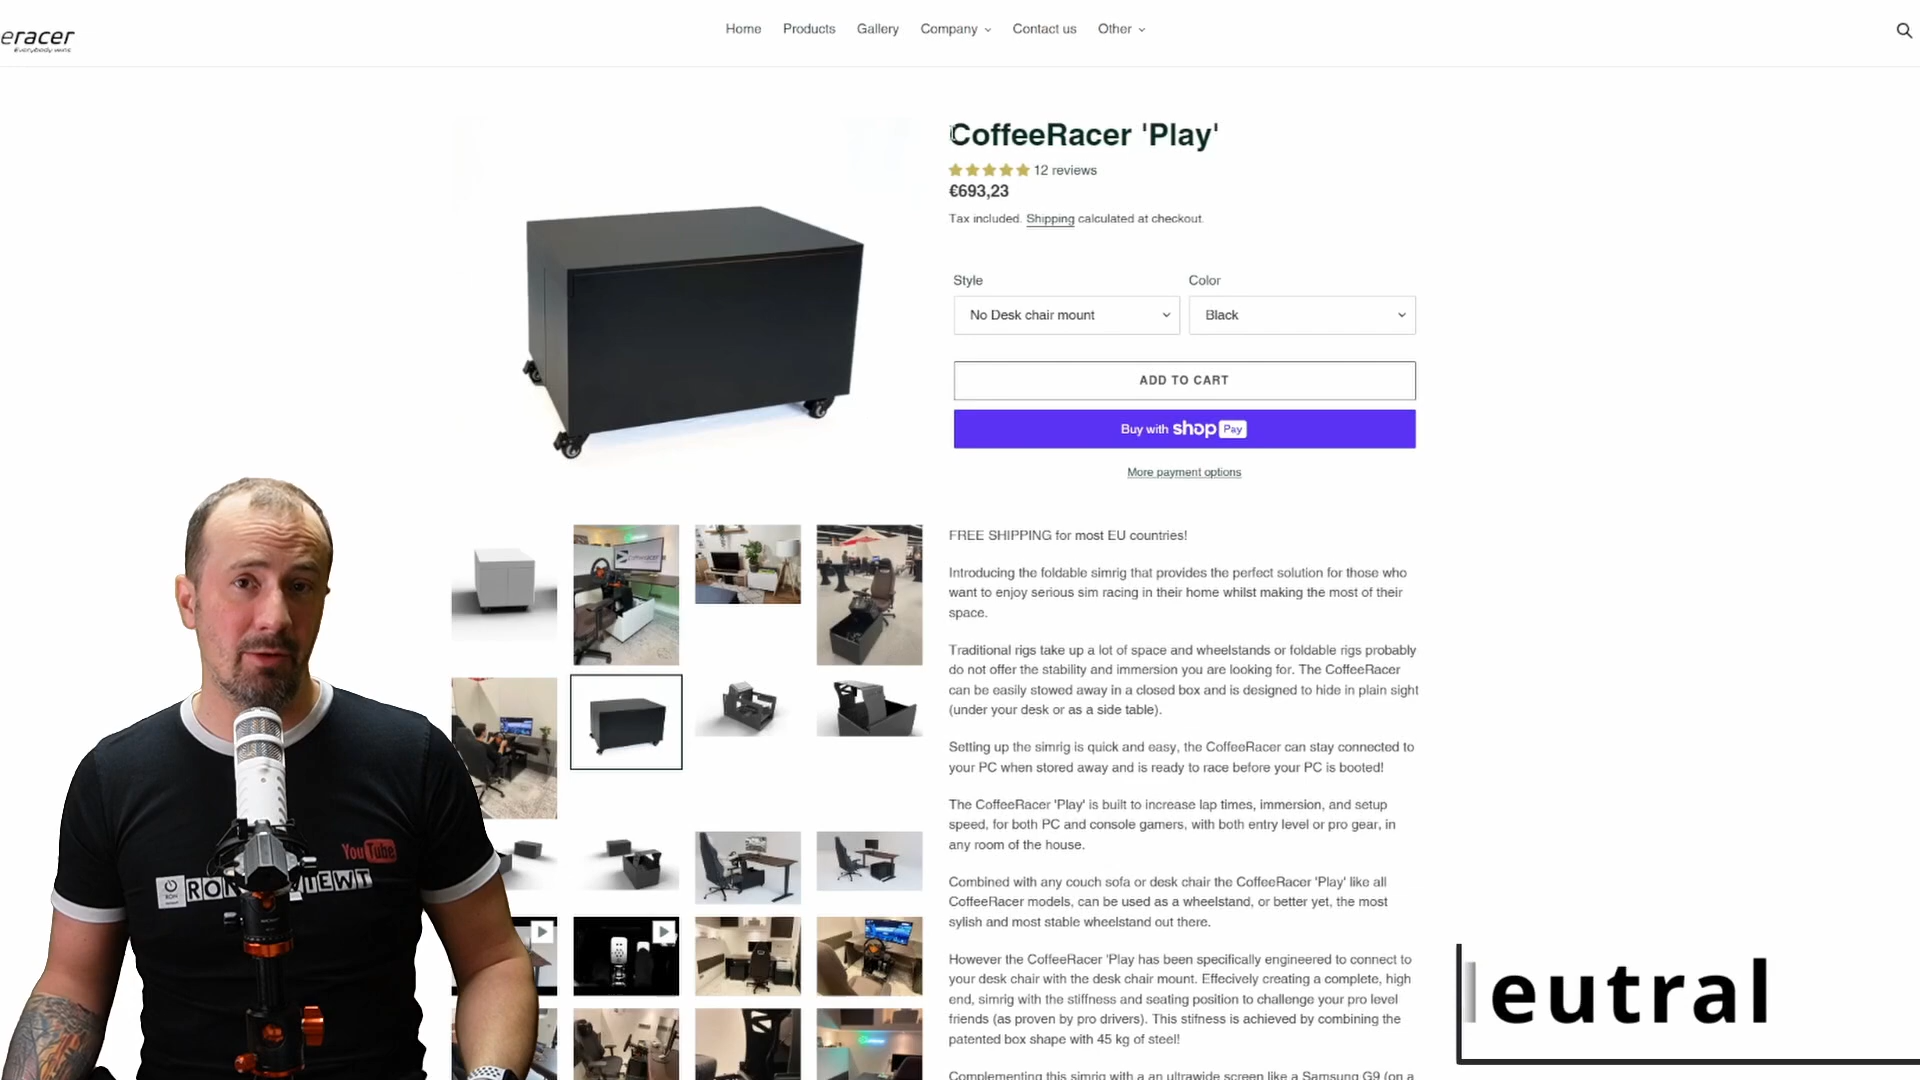 eracer
Everybody wins
Home Products Gallery Company Contact us Other
CoffeeRacer 'Play'
12 reviews
€693,23
Tax included. Shipping calculated at checkout.
Style Color
No Desk chair mount Black
ADD TO CART
Buy with shop Pay
More payment options
FREE SHIPPING for most EU countries!
Introducing the foldable simrig that provides the perfect solution for those who
want to enjoy serious sim racing in their home whilst making the most of their
space.
Traditional rigs take up a lot of space and wheelstands or foldable rigs probably
do not offer the stability and immersion you are looking for. The CoffeeRacer
can be easily stowed away in a closed box and is designed to hide in plain sight
(under your desk or as a side table).
Setting up the simrig is quick and easy, the CoffeeRacer can stay connected to
your PC when stored away and is ready to race before your PC is booted!
The CoffeeRacer 'Play' is built to increase lap times, immersion, and setup
speed, for both PC and console gamers, with both entry level or pro gear, in
any room of the house.
Combined with any couch sofa or desk chair the CoffeeRacer 'Play' like all
CoffeeRacer models, can be used as a wheelstand, or better yet, the most
sylish and most stable wheelstand out there.
However the CoffeeRacer 'Play has been specifically engineered to connect to
your desk chair with the desk chair mount. Effecively creating a complete, high
end, simrig with the stiffness and seating position to challenge your pro level
friends (as proven by pro drivers). This stifness is achieved by combining the
patented box shape with 45 kg of steel!
Complementing this simrig with a an ultrawide screen like a Samsung G9 (on a
YouTube
eutral